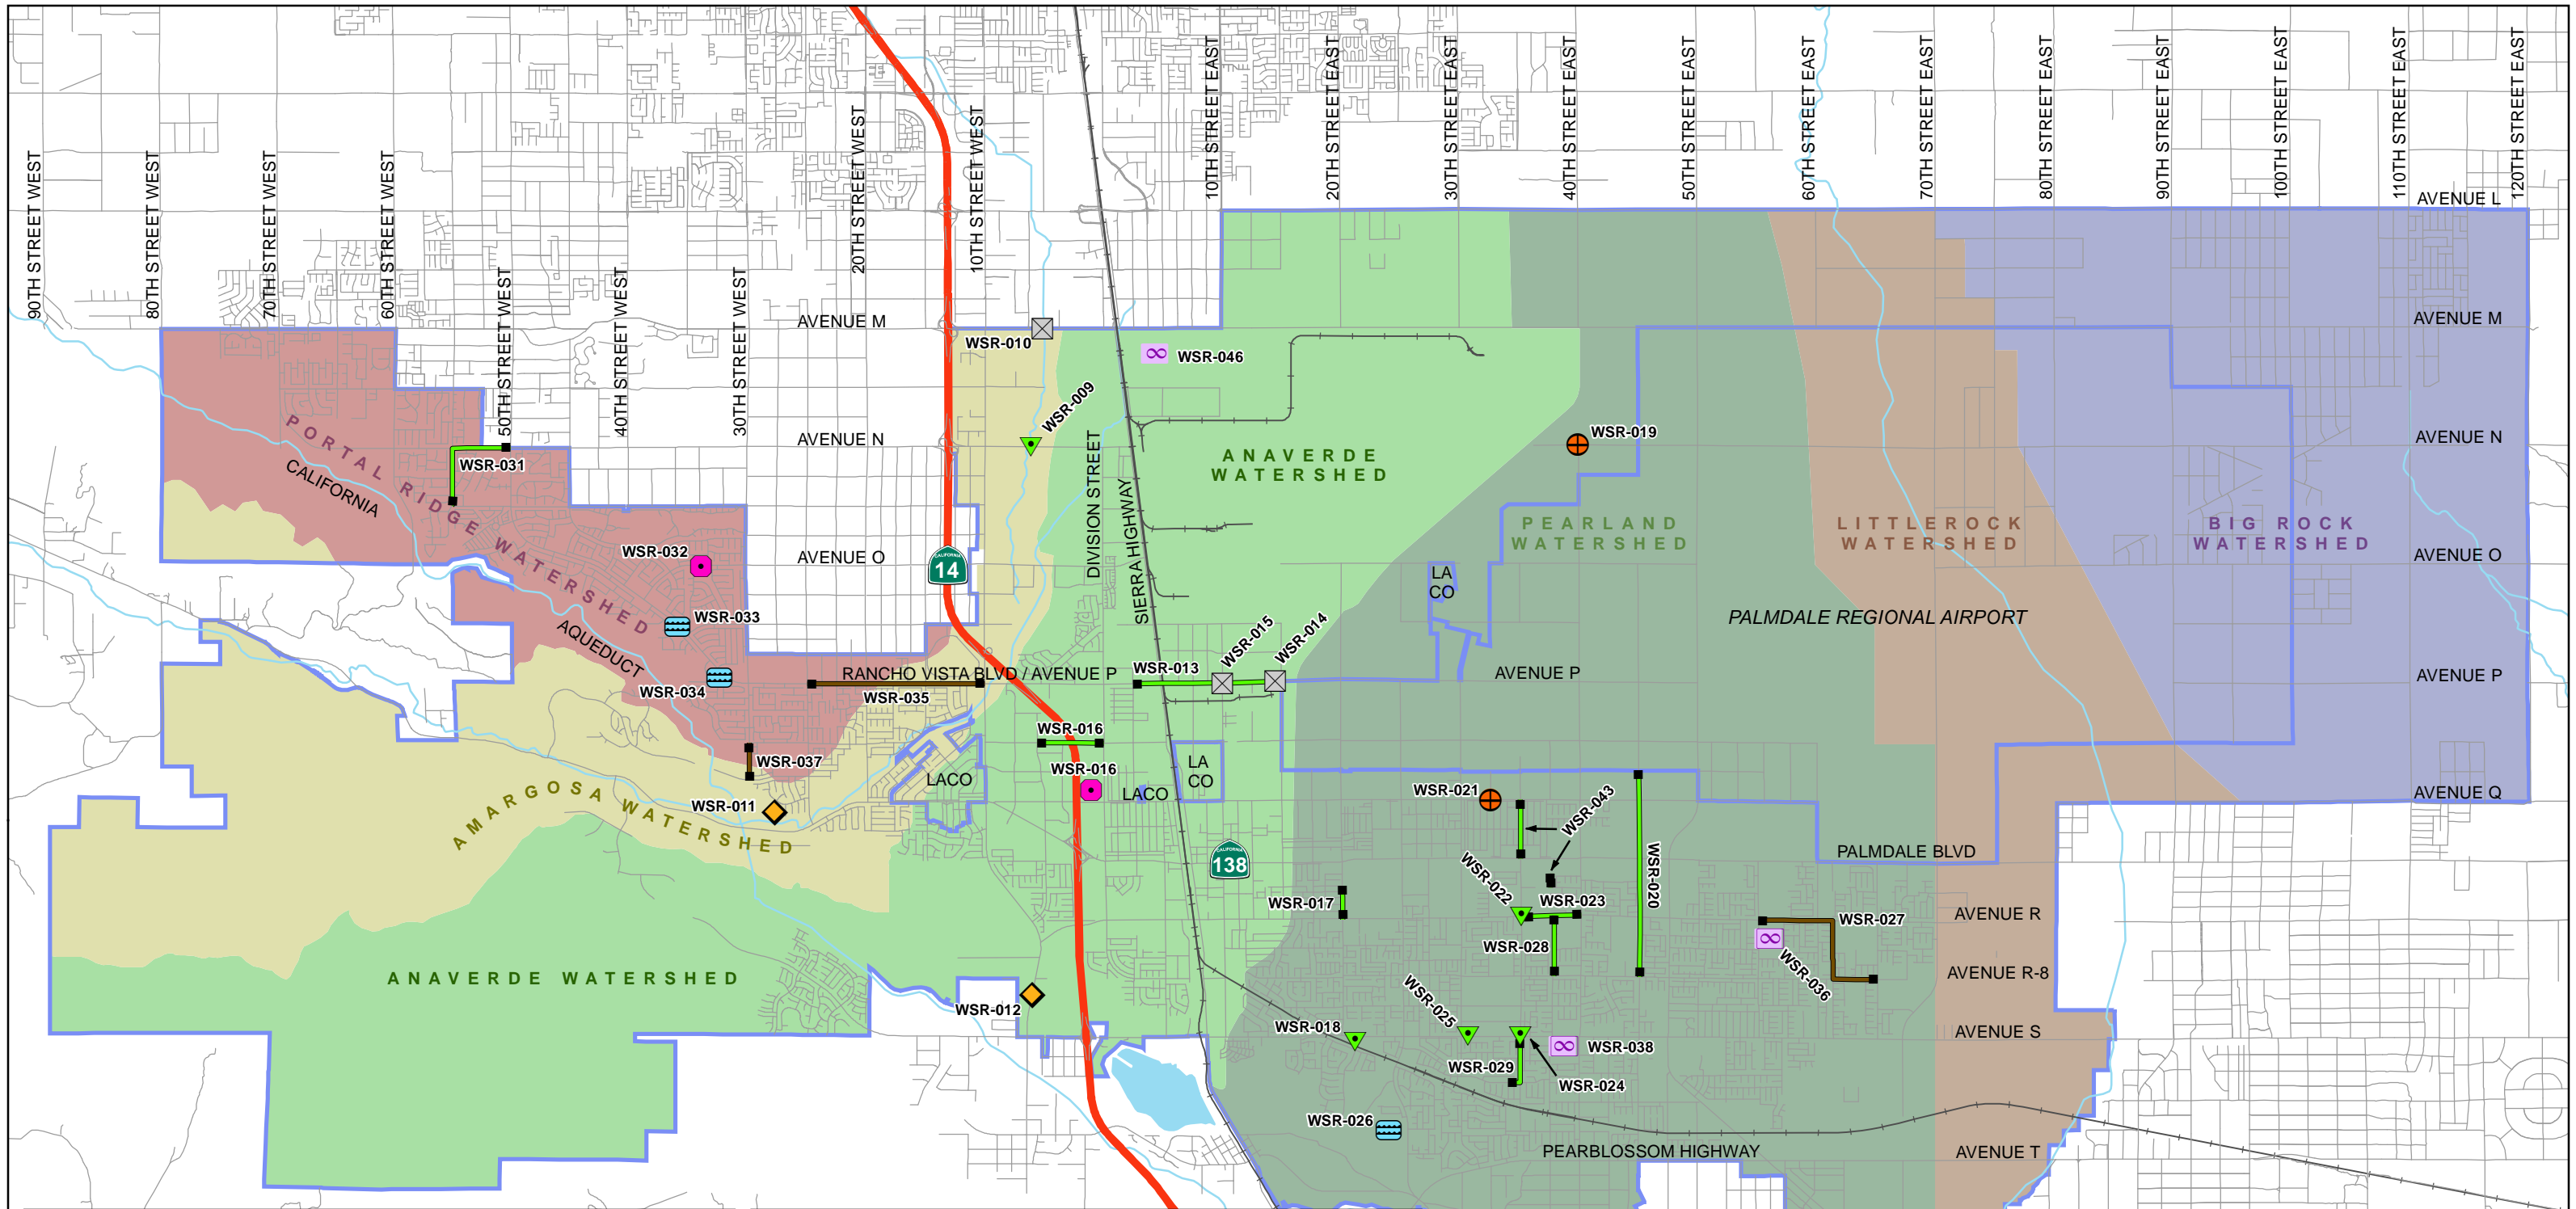 10TH STREET EAST
20TH STREET EAST
30TH STREET EAST
40TH STREET EAST
50TH STREET EAST
60TH STREET EAST
70TH STREET EAST
80TH STREET EAST
90TH STREET EAST
100TH STREET EAST
110TH STREET EAST
120TH STREET EAST
90TH STREET WEST
80TH STREET WEST
70TH STREET WEST
60TH STREET WEST
50TH STREET WEST
40TH STREET WEST
30TH STREET WEST
20TH STREET WEST
10TH STREET WEST
AVENUE L
AVENUE M
AVENUE M
WSR-010
WSR-046
WSR-009
AVENUE N
AVENUE N
WSR-019
WSR-031
PORTAL RIDGE WATERSHED
CALIFORNIA
AQUEDUCT
ANAVERDE
WATERSHED
DIVISION STREET
SIERRA HIGHWAY
PEARLAND
WATERSHED
LITTLEROCK
WATERSHED
BIG ROCK
WATERSHED
WSR-032
AVENUE O
CALIFORNIA
14
LA
CO
AVENUE O
WSR-033
PALMDALE REGIONAL AIRPORT
WSR-015
WSR-014
WSR-013
RANCHO VISTA BLVD / AVENUE P
AVENUE P
AVENUE P
WSR-034
WSR-035
WSR-016
WSR-037
WSR-016
LACO
LACO
LA
CO
WSR-011
WSR-021
WSR-043
AVENUE Q
AMARGOSA WATERSHED
CALIFORNIA
138
PALMDALE BLVD
WSR-022
WSR-020
WSR-017
WSR-023
WSR-027
AVENUE R
WSR-028
WSR-036
AVENUE R-8
ANAVERDE WATERSHED
WSR-012
WSR-025
WSR-018
AVENUE S
WSR-038
WSR-029
WSR-024
WSR-026
PEARBLOSSOM HIGHWAY
AVENUE T